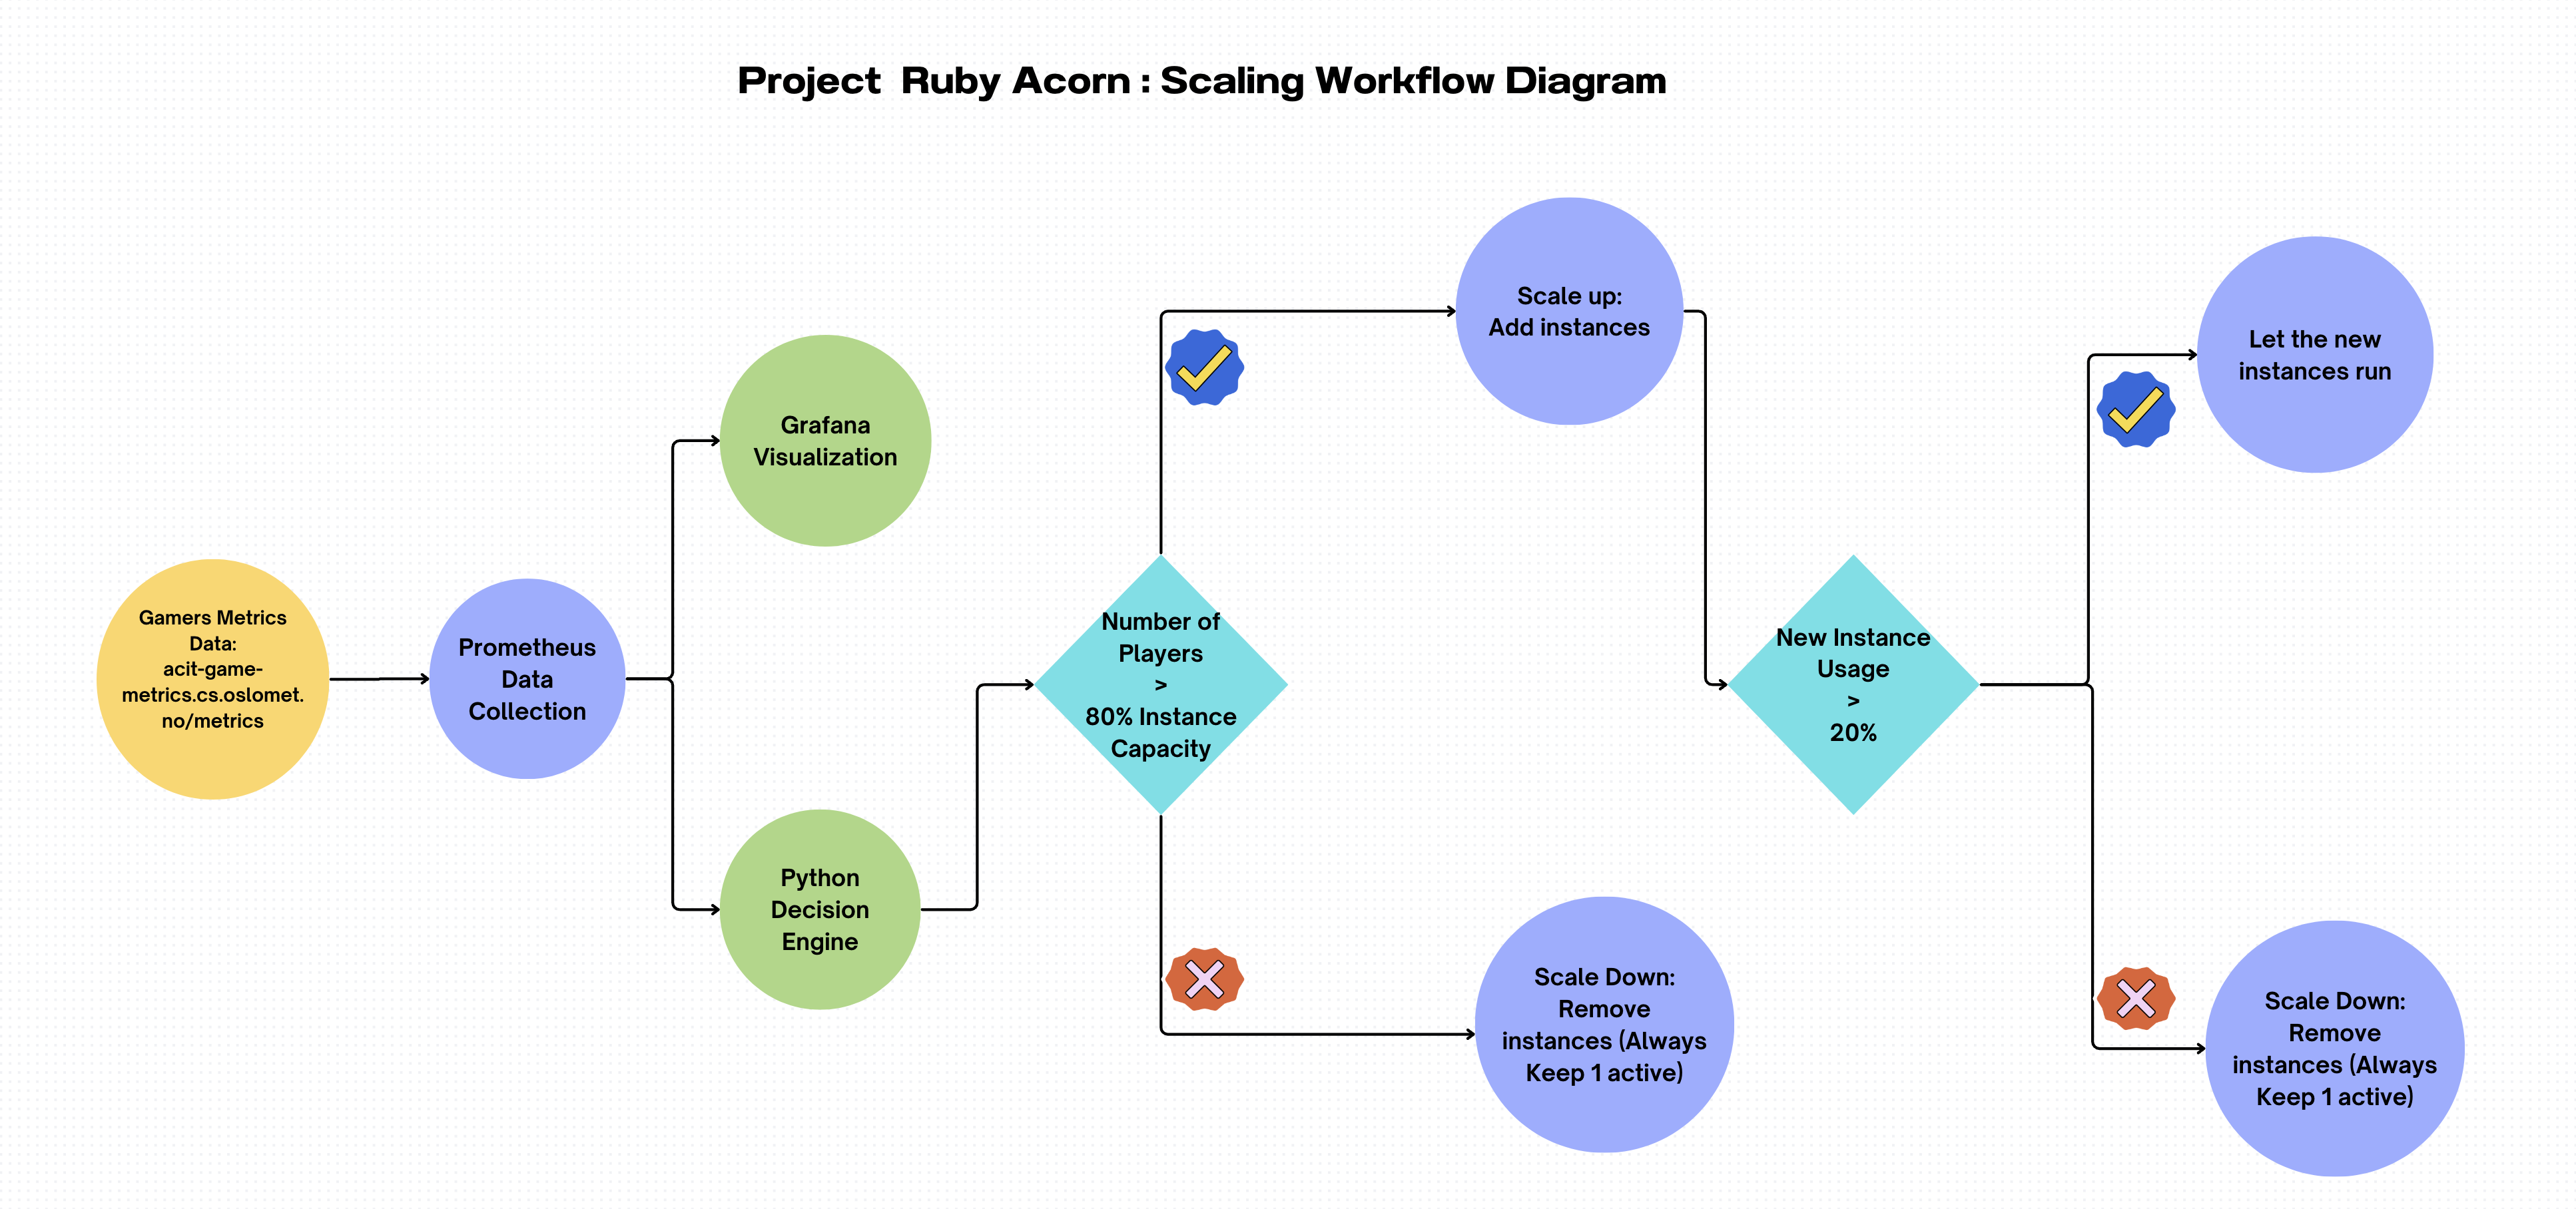 Project Ruby Acorn : Scaling Workflow Diagram
Gamers Metrics
Data:
acit-game-
metrics.cs.oslomet.
no/metrics
Prometheus
Data
Collection
Grafana
Visualization
Python
Decision
Engine
Number of
Players
>
80% Instance
Capacity
Scale up:
Add instances
Scale Down:
Remove
instances (Always
Keep 1 active)
New Instance
Usage
>
20%
Let the new
instances run
Scale Down:
Remove
instances (Always
Keep 1 active)